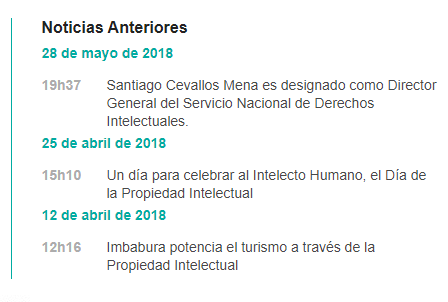 Noticias Anteriores
28 de mayo de 2018
19h37 Santiago Cevallos Mena es designado como Director
General del Servicio Nacional de Derechos
Intelectuales.
25 de abril de 2018
15h10 Un día para celebrar al Intelecto Humano, el Día de
la Propiedad Intelectual
12 de abril de 2018
12h16 Imbabura potencia el turismo a través de la
Propiedad Intelectual